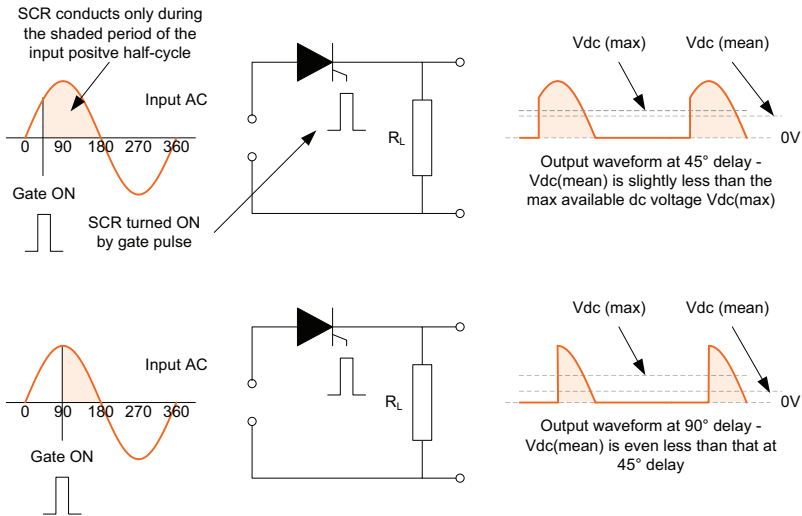 SCR conducts only during
the shaded period of the
input positve half-cycle
Input AC
0 90 180 270 360
Gate ON
SCR turned ON
by gate pulse
RL
Vdc (max)
Vdc (mean)
0V
Output waveform at 45° delay -
Vdc(mean) is slightly less than the
max available dc voltage Vdc(max)
Input AC
0 90 180 270 360
Gate ON
RL
Vdc (max)
Vdc (mean)
0V
Output waveform at 90° delay -
Vdc(mean) is even less than that at
45° delay